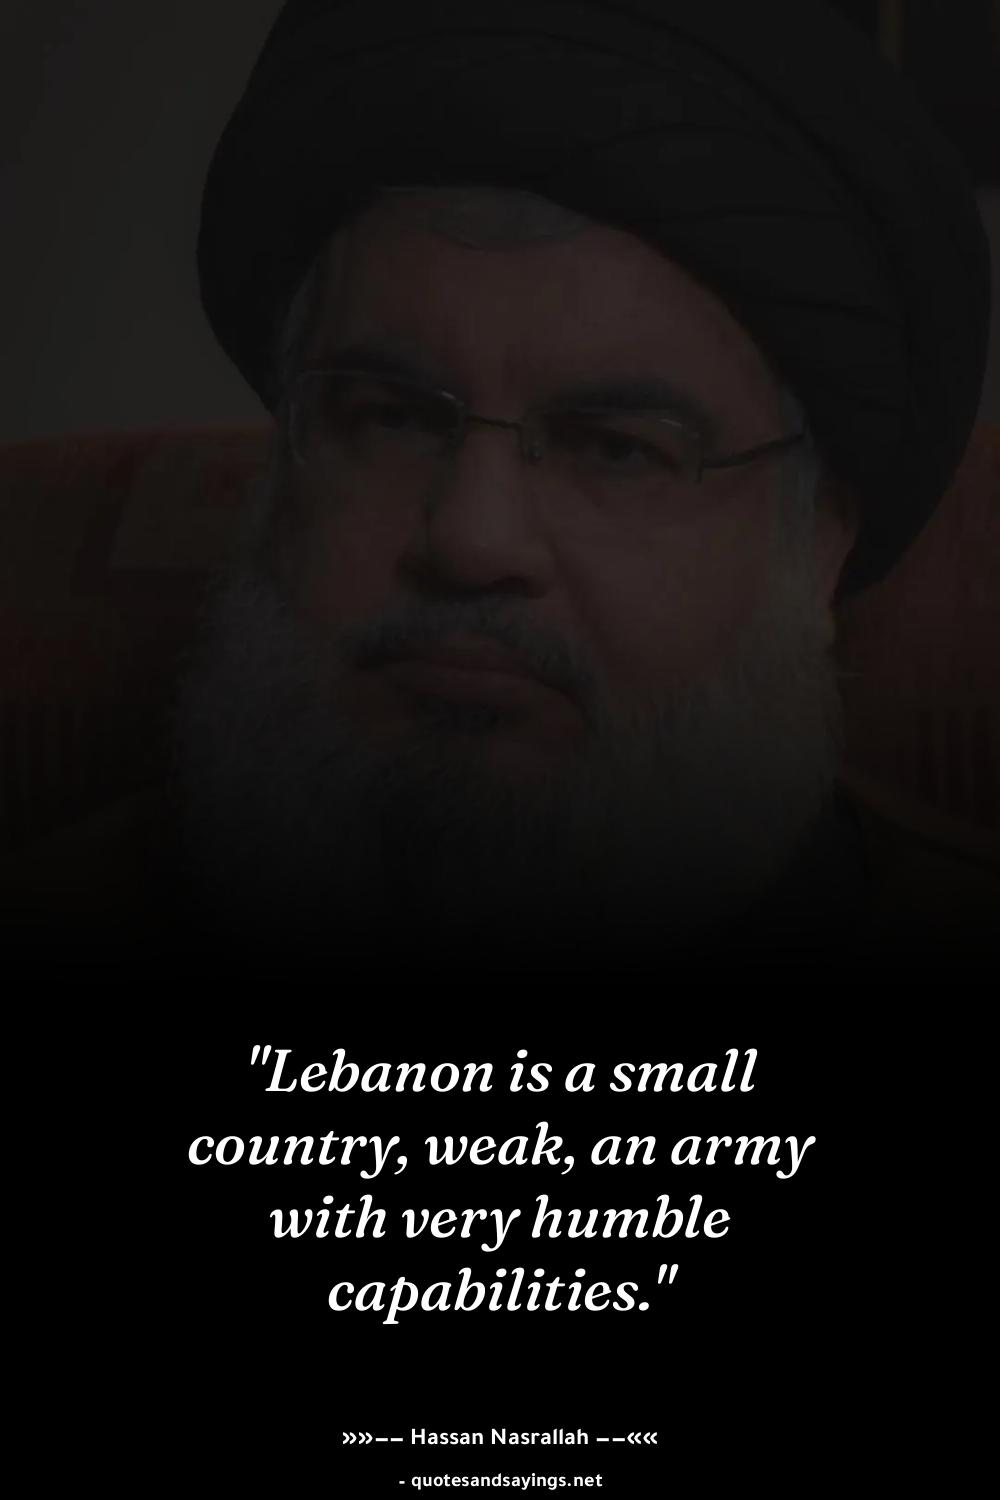 "Lebanon is a small
country, weak, an army
with very humble
capabilities."
»»−− Hassan Nasrallah −−««
- quotesandsayings.net